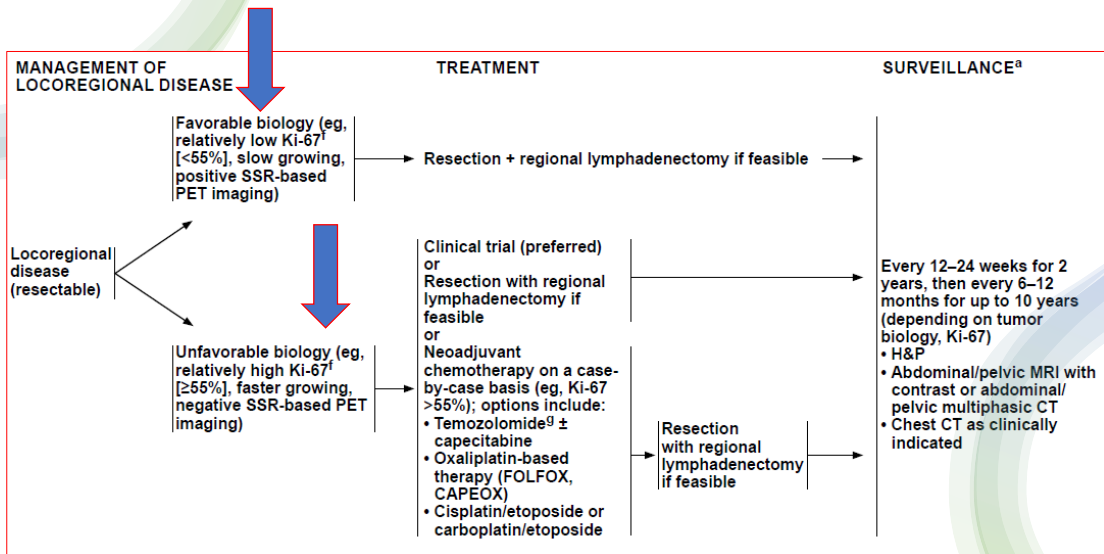 MANAGEMENT OF
LOCOREGIONAL DISEASE
TREATMENT
SURVEILLANCEᵃ
Locoregional
disease
(resectable)
Favorable biology (eg,
relatively low Ki-67ᶠ
[<55%], slow growing,
positive SSR-based
PET imaging)
Resection + regional lymphadenectomy if feasible
Unfavorable biology (eg,
relatively high Ki-67ᶠ
[≥55%], faster growing,
negative SSR-based PET
imaging)
Clinical trial (preferred)
or
Resection with regional
lymphadenectomy if
feasible
or
Neoadjuvant
chemotherapy on a case-
by-case basis (eg, Ki-67
>55%); options include:
• Temozolomideᵍ ±
capecitabine
• Oxaliplatin-based
therapy (FOLFOX,
CAPEOX)
• Cisplatin/etoposide or
carboplatin/etoposide
Resection
with regional
lymphadenectomy
if feasible
Every 12–24 weeks for 2
years, then every 6–12
months for up to 10 years
(depending on tumor
biology, Ki-67)
• H&P
• Abdominal/pelvic MRI with
contrast or abdominal/
pelvic multiphasic CT
• Chest CT as clinically
indicated